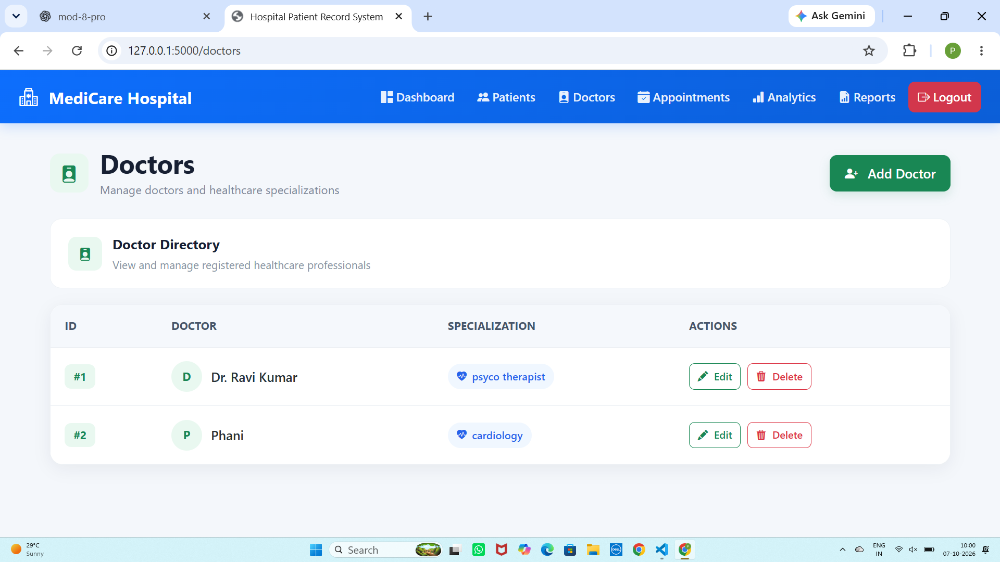 mod-8-pro
Hospital Patient Record System
Ask Gemini
127.0.0.1:5000/doctors
P
MediCare Hospital
Dashboard
Patients
Doctors
Appointments
Analytics
Reports
Logout
Doctors
Manage doctors and healthcare specializations
Add Doctor
Doctor Directory
View and manage registered healthcare professionals
ID DOCTOR SPECIALIZATION ACTIONS
#1 D Dr. Ravi Kumar psyco therapist Edit Delete
#2 P Phani cardiology Edit Delete
29°C
Sunny
Search
DELL
ENG
IN
10:00
07-10-2026